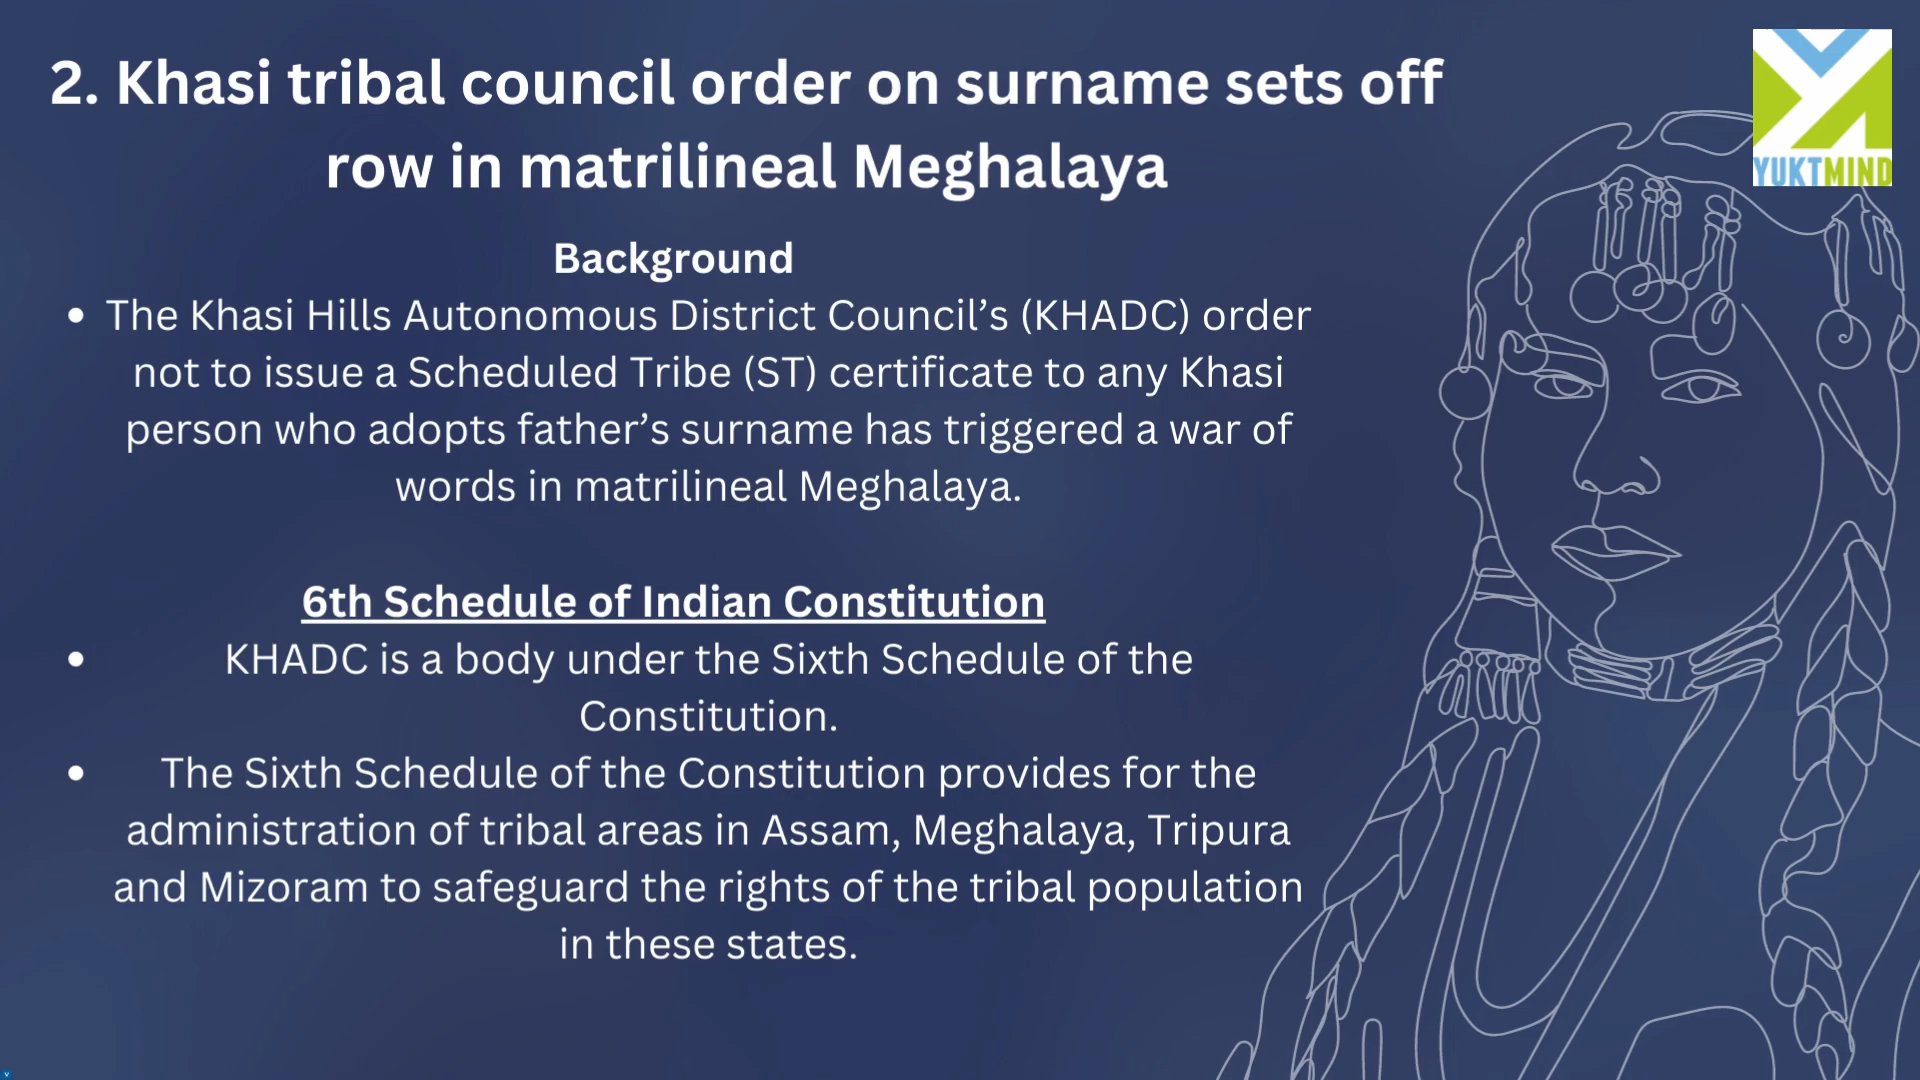 2. Khasi tribal council order on surname sets off
row in matrilineal Meghalaya
YUKTMIND
Background
• The Khasi Hills Autonomous District Council’s (KHADC) order
not to issue a Scheduled Tribe (ST) certificate to any Khasi
person who adopts father’s surname has triggered a war of
words in matrilineal Meghalaya.
6th Schedule of Indian Constitution
• KHADC is a body under the Sixth Schedule of the
Constitution.
• The Sixth Schedule of the Constitution provides for the
administration of tribal areas in Assam, Meghalaya, Tripura
and Mizoram to safeguard the rights of the tribal population
in these states.